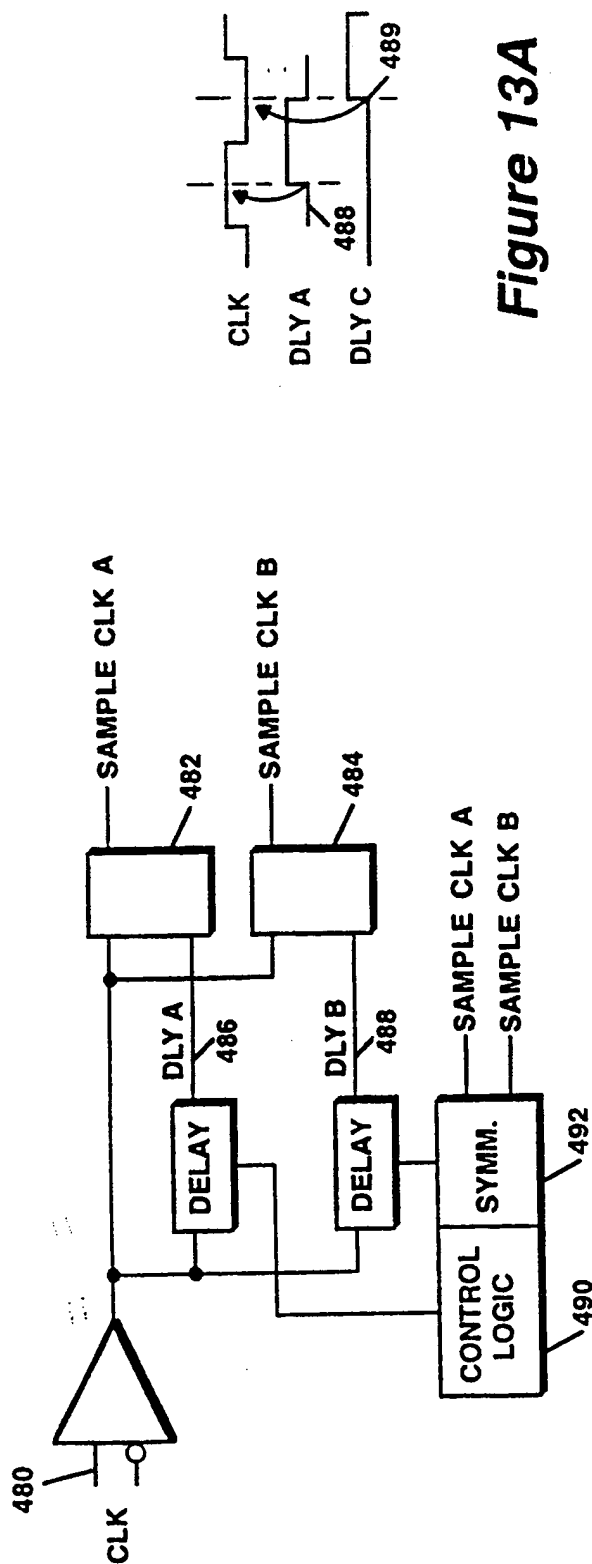 CLK
480
SAMPLE CLK A
482
SAMPLE CLK B
484
DLY A
486
DELAY
DLY B
488
DELAY
CONTROL
LOGIC
490
SYMM.
492
SAMPLE CLK A
SAMPLE CLK B
CLK
DLY A
488
DLY C
489
Figure 13A